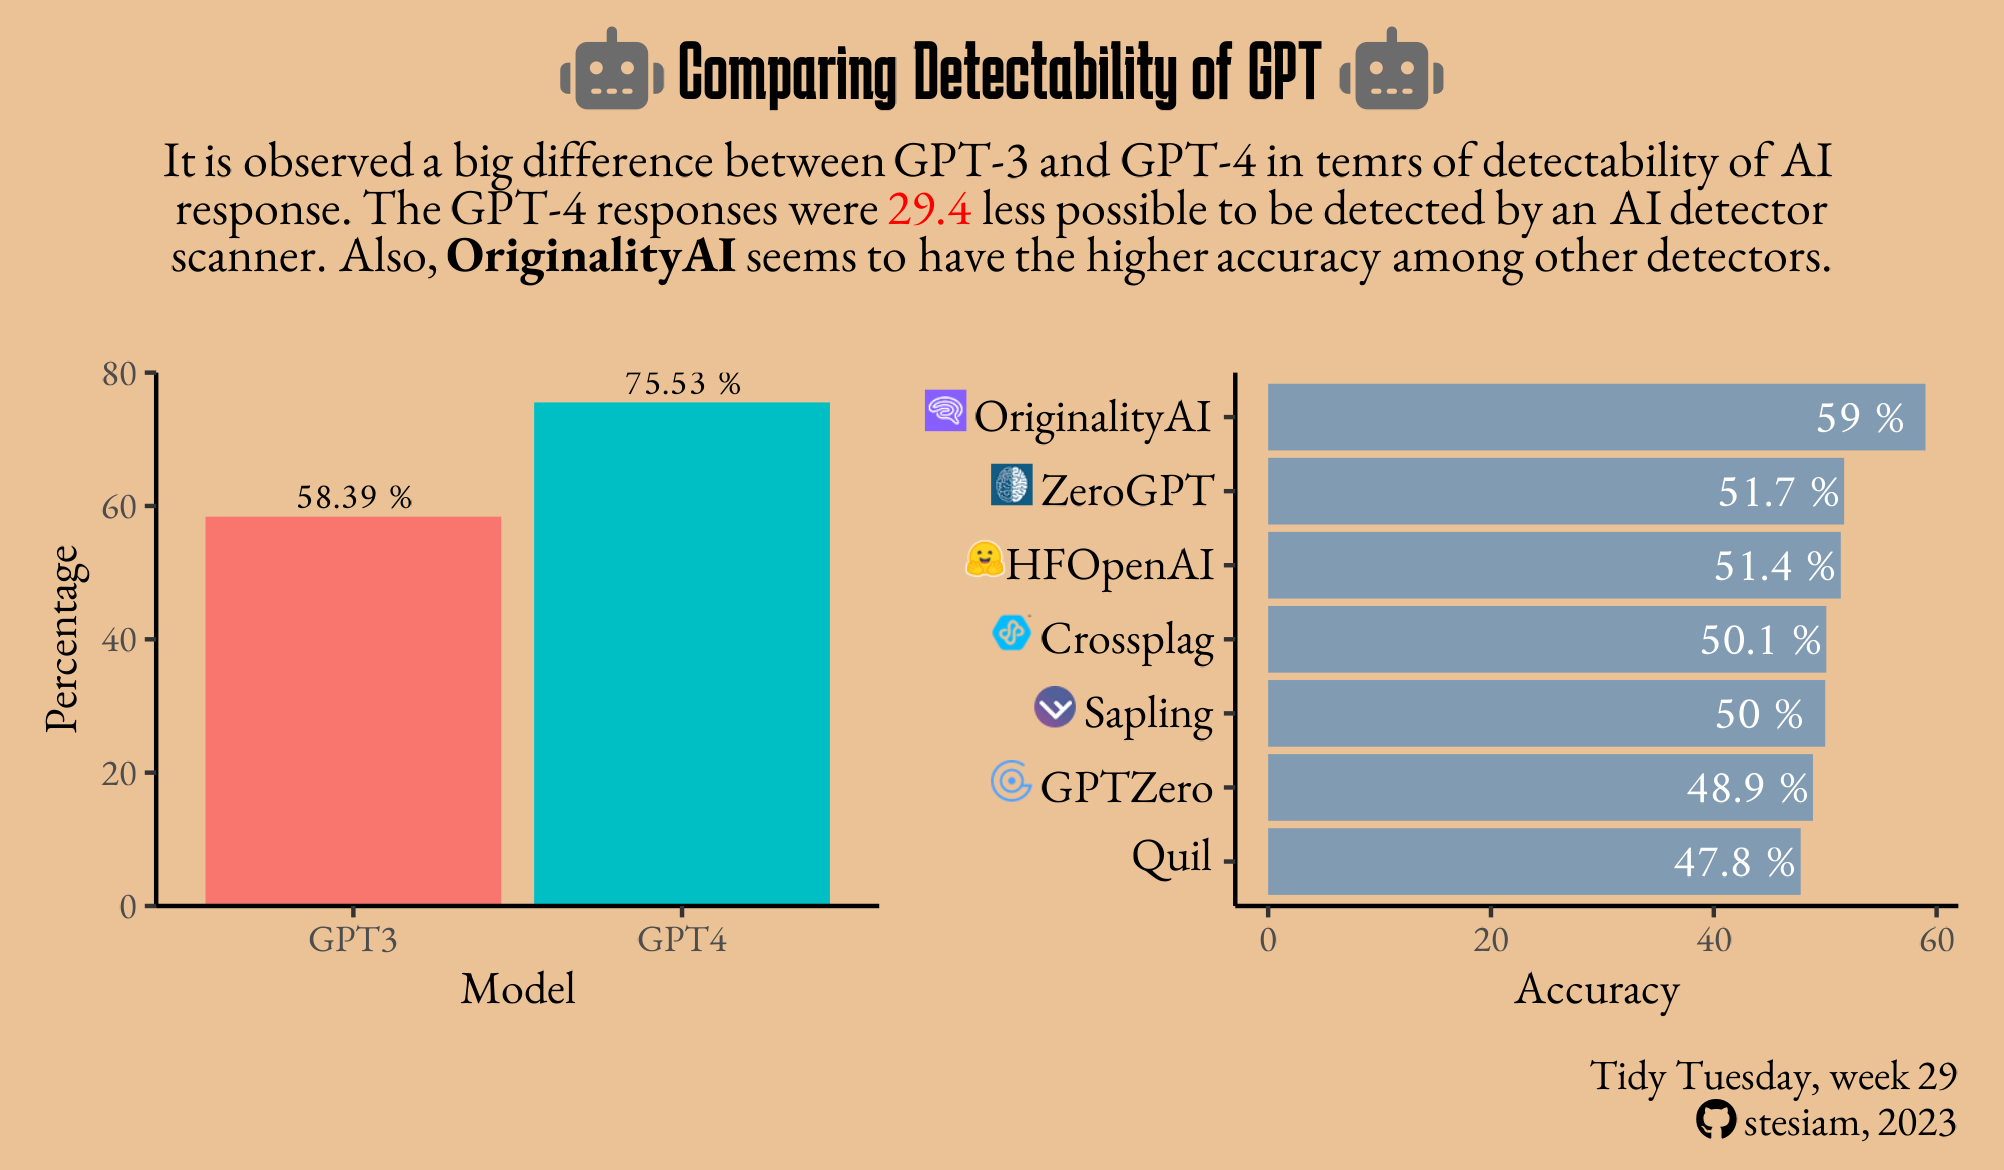 Comparing Detectability of GPT
It is observed a big difference between GPT-3 and GPT-4 in temrs of detectability of AI
response. The GPT-4 responses were 29.4 less possible to be detected by an AI detector
scanner. Also, OriginalityAI seems to have the higher accuracy among other detectors.
Percentage
80
60
40
20
0
58.39 %
75.53 %
GPT3
GPT4
Model
OriginalityAI
59 %
ZeroGPT
51.7 %
HFOpenAI
51.4 %
Crossplag
50.1 %
Sapling
50 %
GPTZero
48.9 %
Quil
47.8 %
0
20
40
60
Accuracy
Tidy Tuesday, week 29
stesiam, 2023